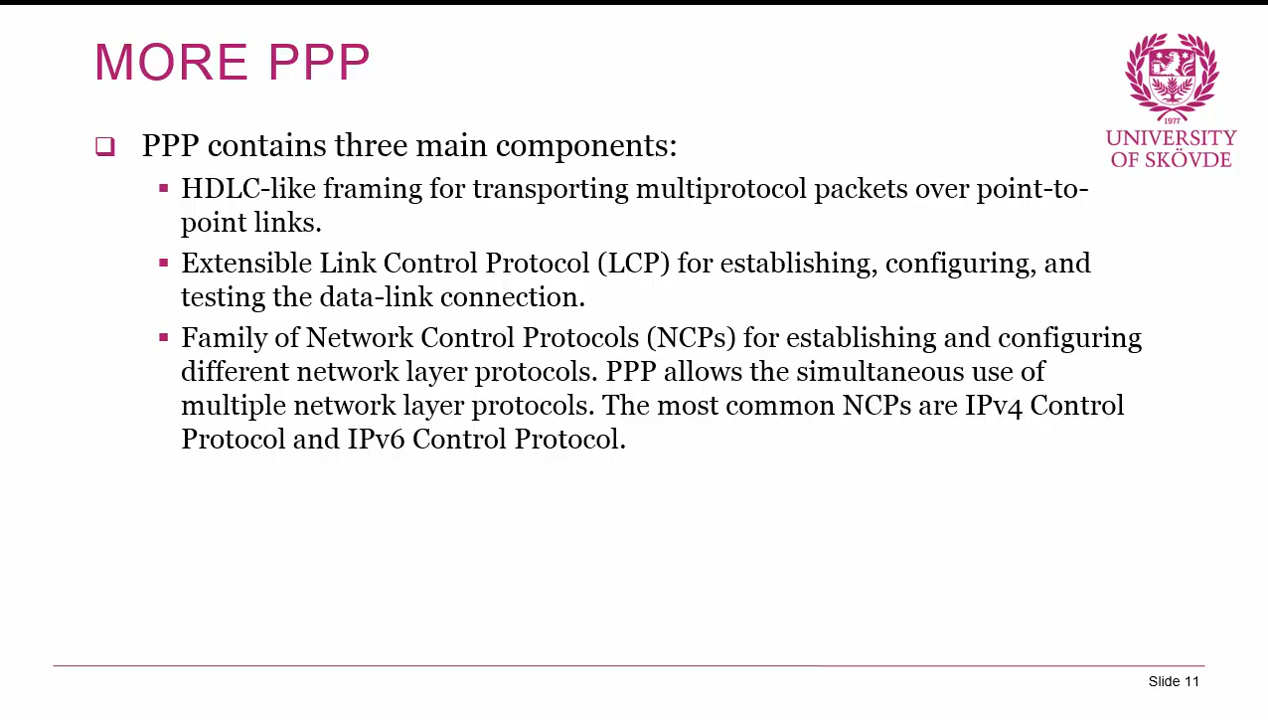 MORE PPP
1977
UNIVERSITY
OF SKÖVDE
PPP contains three main components:
HDLC-like framing for transporting multiprotocol packets over point-to-
point links.
Extensible Link Control Protocol (LCP) for establishing, configuring, and
testing the data-link connection.
Family of Network Control Protocols (NCPs) for establishing and configuring
different network layer protocols. PPP allows the simultaneous use of
multiple network layer protocols. The most common NCPs are IPv4 Control
Protocol and IPv6 Control Protocol.
Slide 11